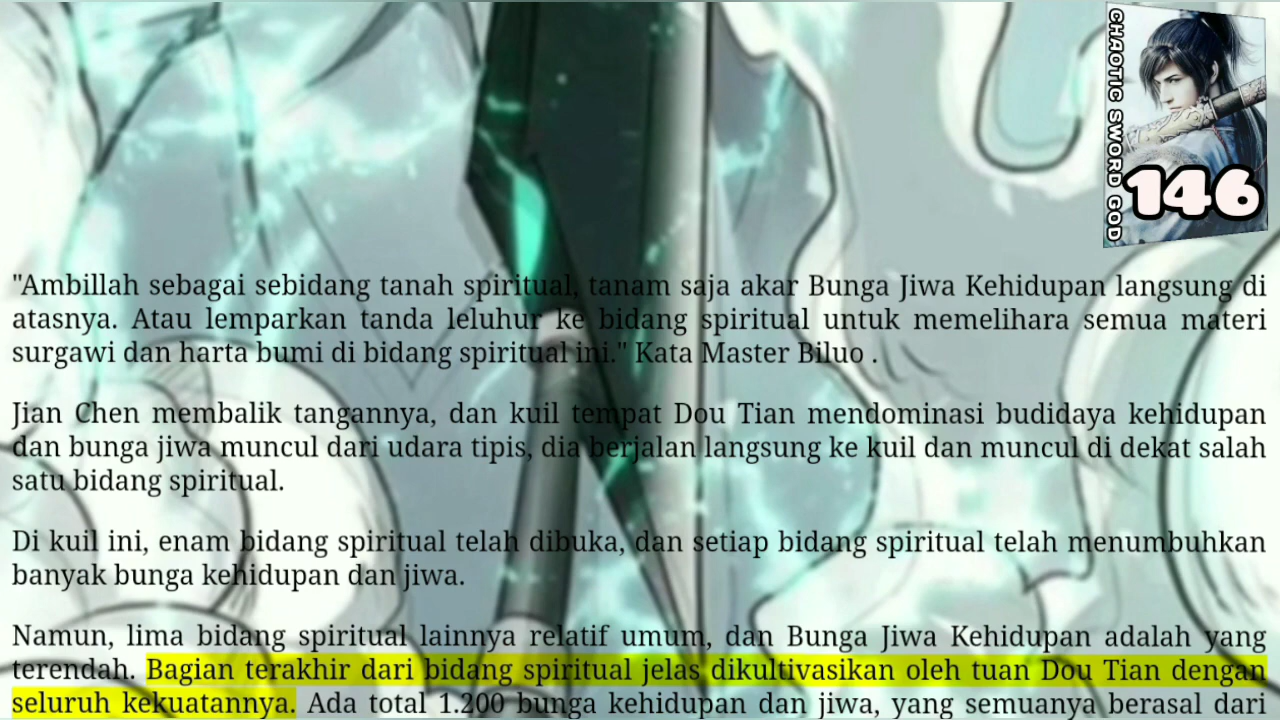 CHAOTIC SWORD GOD
146
"Ambillah sebagai sebidang tanah spiritual, tanam saja akar Bunga Jiwa Kehidupan langsung di
atasnya. Atau lemparkan tanda leluhur ke bidang spiritual untuk memelihara semua materi
surgawi dan harta bumi di bidang spiritual ini." Kata Master Biluo .
Jian Chen membalik tangannya, dan kuil tempat Dou Tian mendominasi budidaya kehidupan
dan bunga jiwa muncul dari udara tipis, dia berjalan langsung ke kuil dan muncul di dekat salah
satu bidang spiritual.
Di kuil ini, enam bidang spiritual telah dibuka, dan setiap bidang spiritual telah menumbuhkan
banyak bunga kehidupan dan jiwa.
Namun, lima bidang spiritual lainnya relatif umum, dan Bunga Jiwa Kehidupan adalah yang
terendah. Bagian terakhir dari bidang spiritual jelas dikultivasikan oleh tuan Dou Tian dengan
seluruh kekuatannya. Ada total 1.200 bunga kehidupan dan jiwa, yang semuanya berasal dari